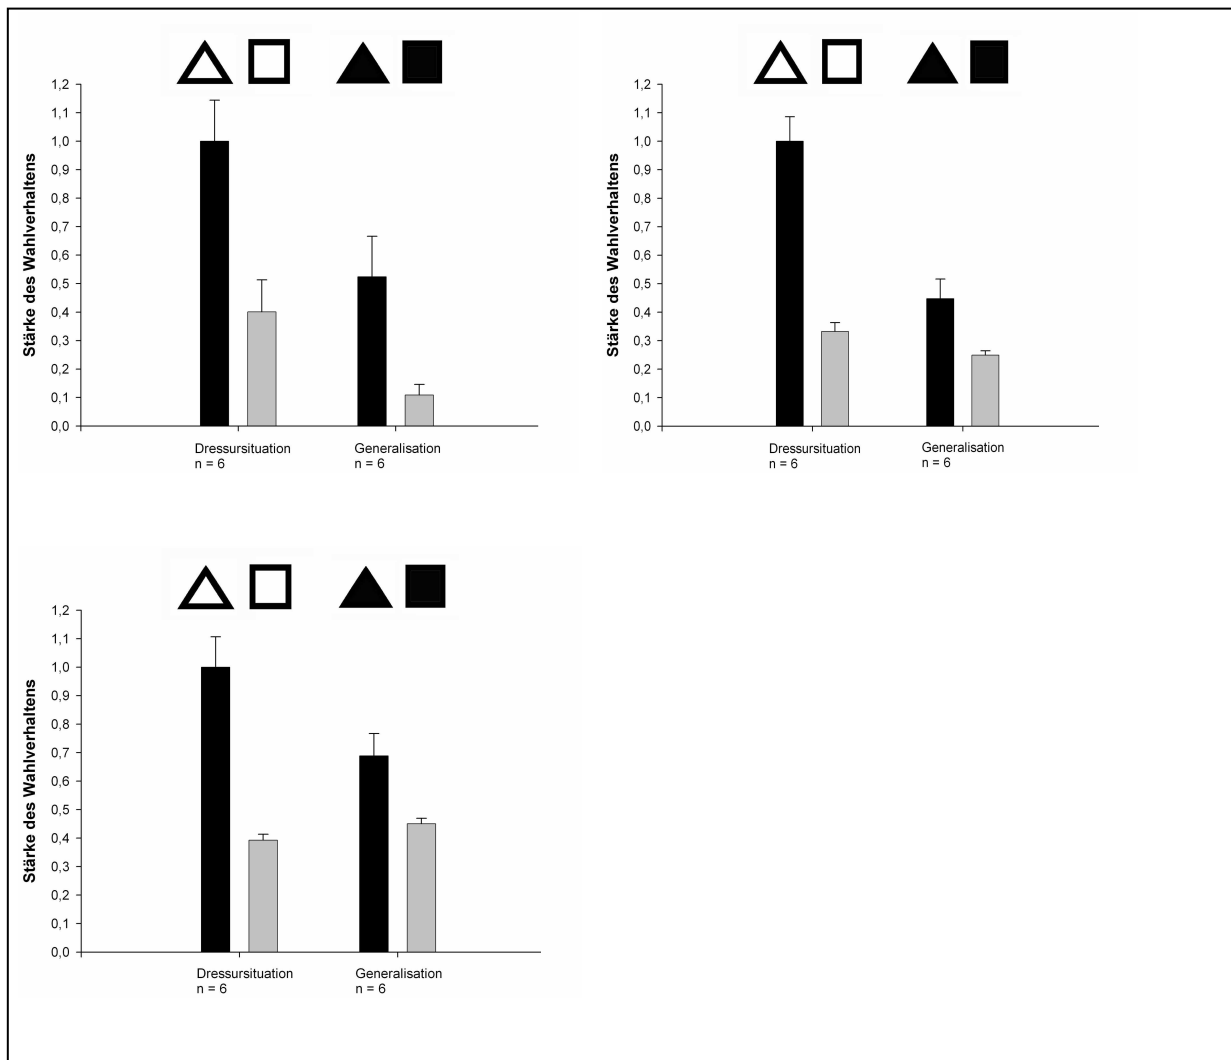 Stärke des Wahlverhaltens
1,2
1,1
1,0
0,9
0,8
0,7
0,6
0,5
0,4
0,3
0,2
0,1
0,0
Dressursituation
n = 6
Generalisation
n = 6
Stärke des Wahlverhaltens
1,2
1,1
1,0
0,9
0,8
0,7
0,6
0,5
0,4
0,3
0,2
0,1
0,0
Dressursituation
n = 6
Generalisation
n = 6
Stärke des Wahlverhaltens
1,2
1,1
1,0
0,9
0,8
0,7
0,6
0,5
0,4
0,3
0,2
0,1
0,0
Dressursituation
n = 6
Generalisation
n = 6